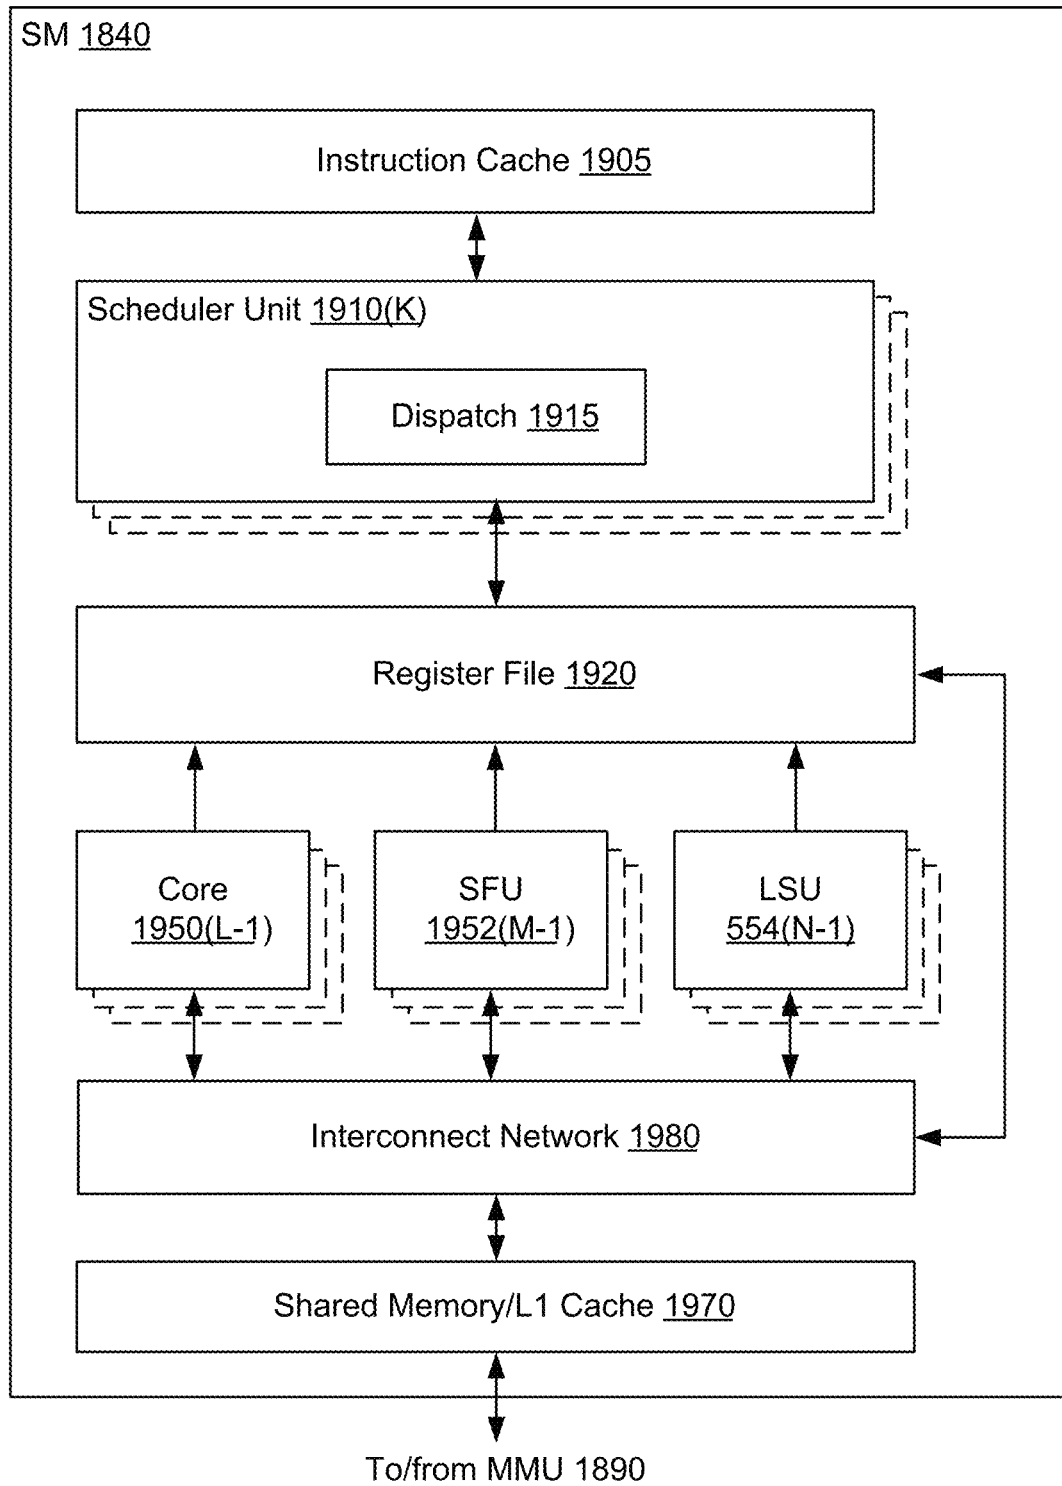 SM 1840
Instruction Cache 1905
Scheduler Unit 1910(K)
Dispatch 1915
Register File 1920
Core
1950(L-1)
SFU
1952(M-1)
LSU
554(N-1)
Interconnect Network 1980
Shared Memory/L1 Cache 1970
To/from MMU 1890